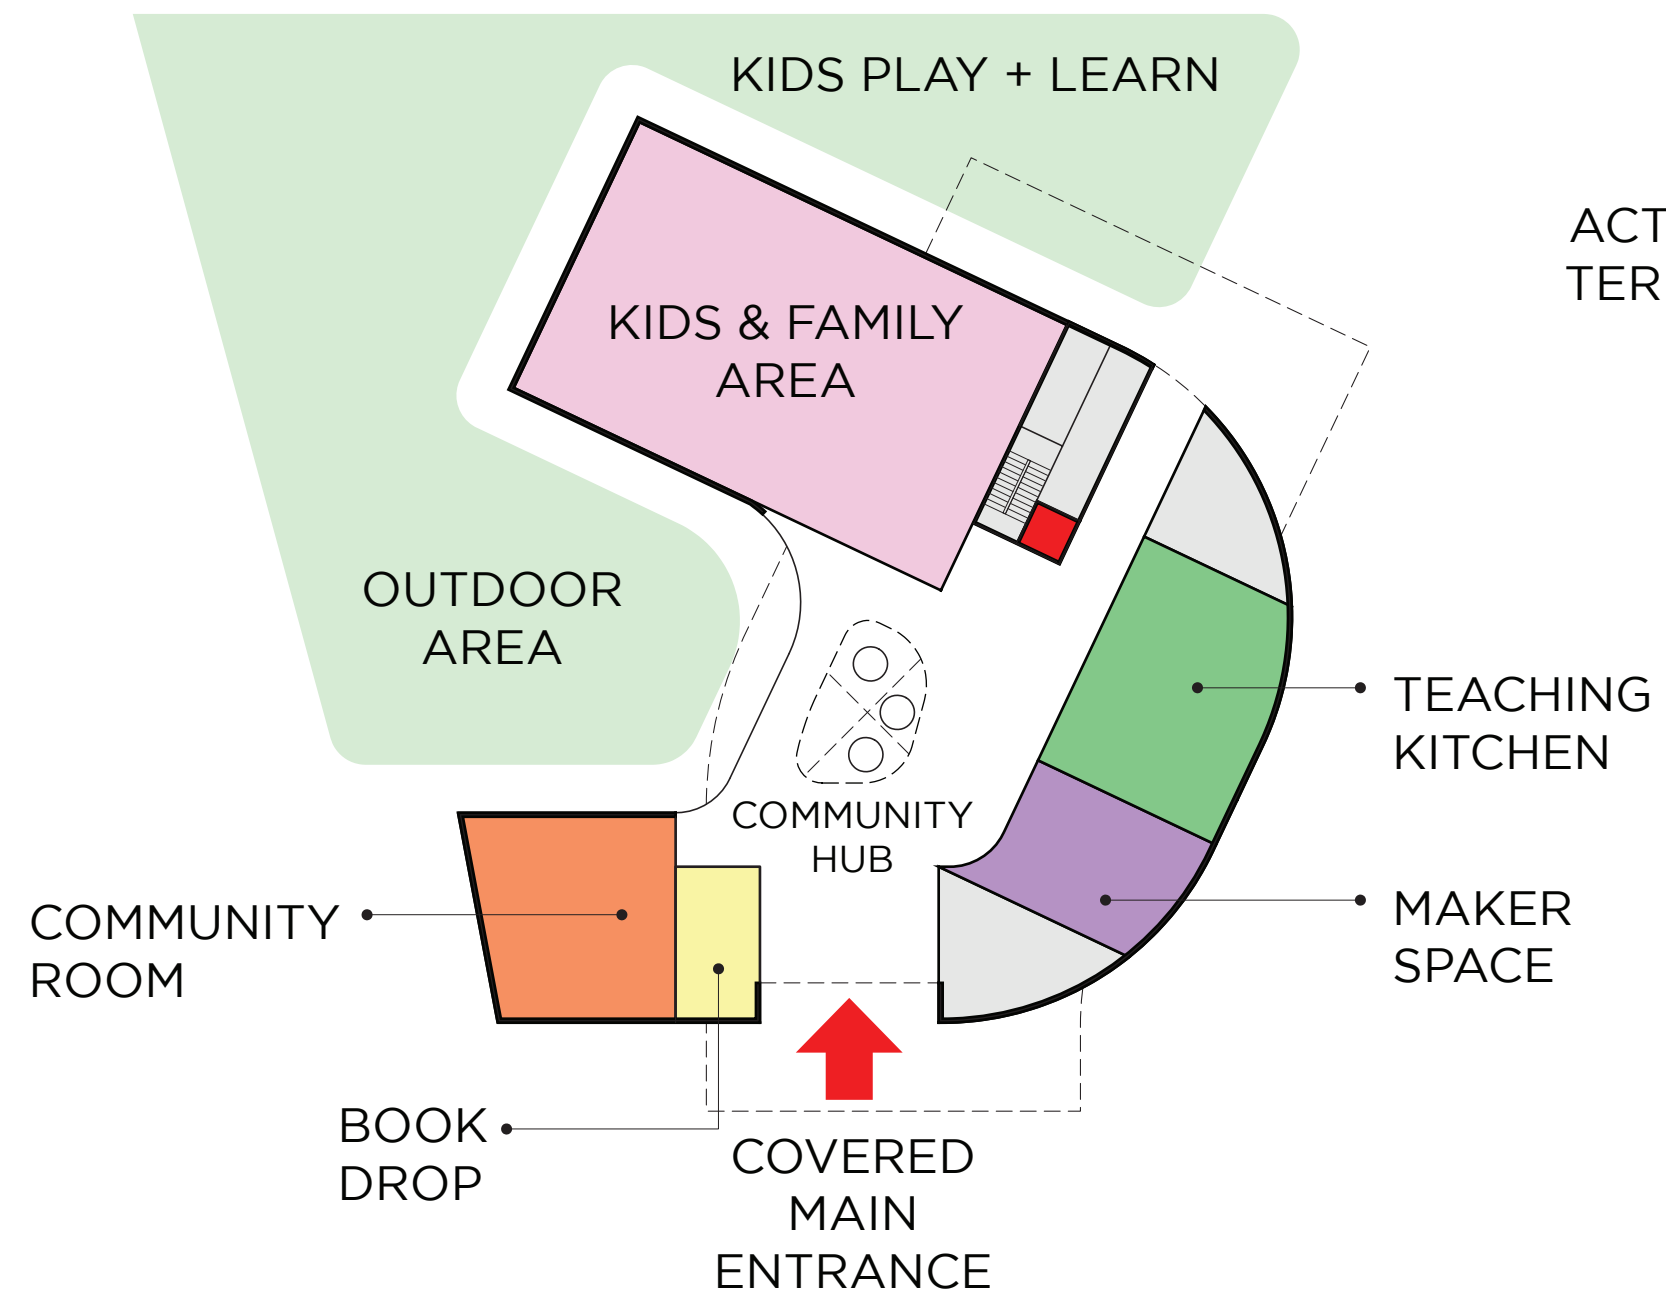 KIDS PLAY + LEARN
ACT
TER
KIDS & FAMILY
AREA
OUTDOOR
AREA
TEACHING
KITCHEN
COMMUNITY
HUB
COMMUNITY
ROOM
MAKER
SPACE
BOOK
DROP
COVERED
MAIN
ENTRANCE